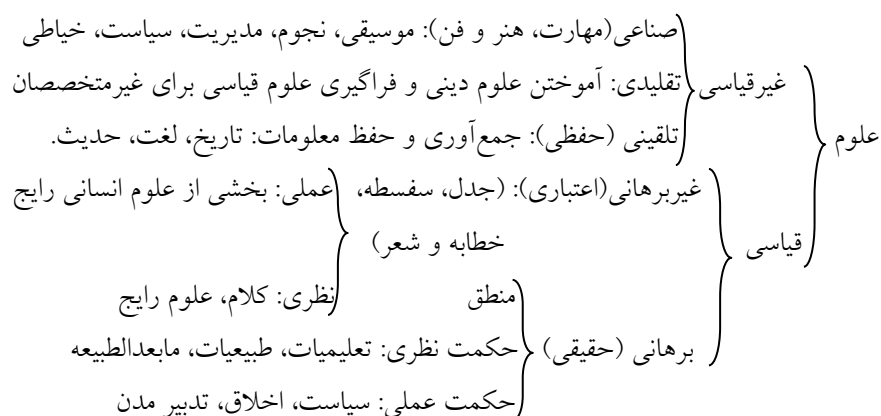 صناعی(مهارت، هنر و فن): موسیقی، نجوم، مدیریت، سیاست، خیاطی
غیرقیاسی تقلیدی: آموختن علوم دینی و فراگیری علوم قیاسی برای غیرمتخصصان
علوم
تلقینی (حفظی): جمع‌آوری و حفظ معلومات: تاریخ، لغت، حدیث.
غیربرهانی(اعتباری): (جدل، سفسطه، عملی: بخشی از علوم انسانی رایج
قیاسی خطابه و شعر)
منطق نظری: کلام، علوم رایج
برهانی (حقیقی) حکمت نظری: تعلیمیات، طبیعیات، مابعدالطبیعه
حکمت عملی: سیاست، اخلاق، تدبیر مدن